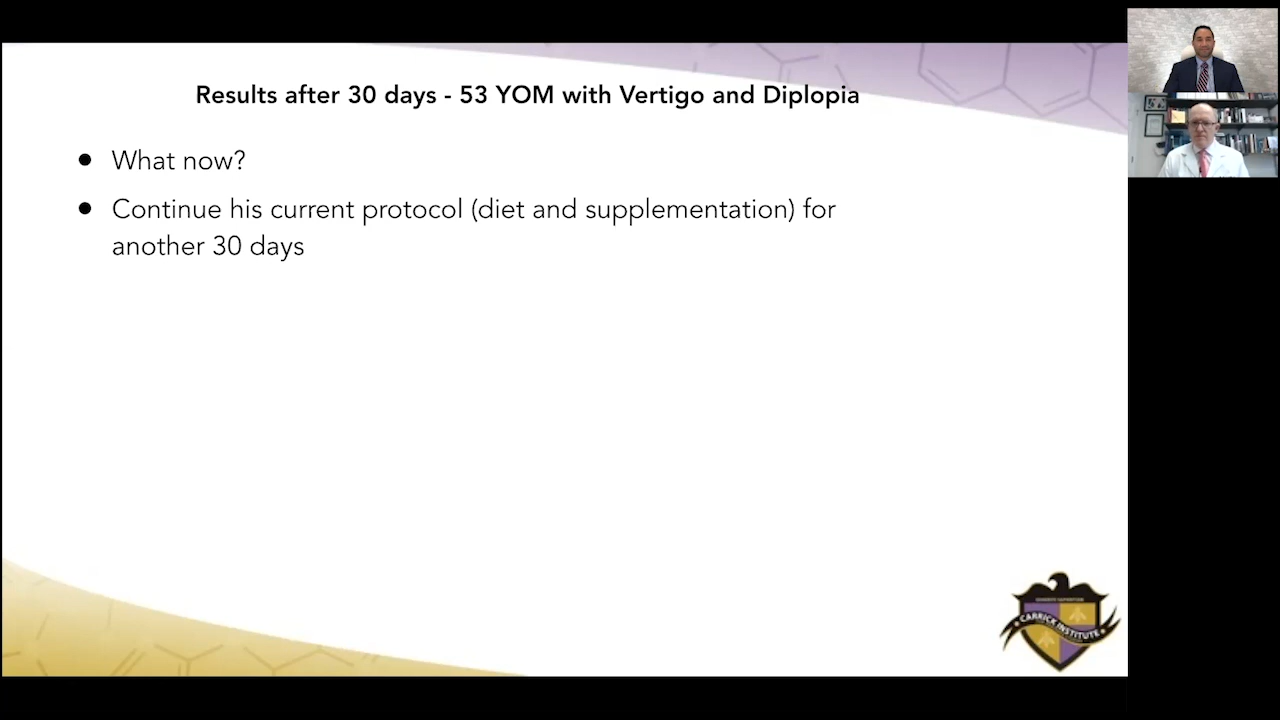 Results after 30 days - 53 YOM with Vertigo and Diplopia
● What now?
● Continue his current protocol (diet and supplementation) for
another 30 days
CARRICK INSTITUTE